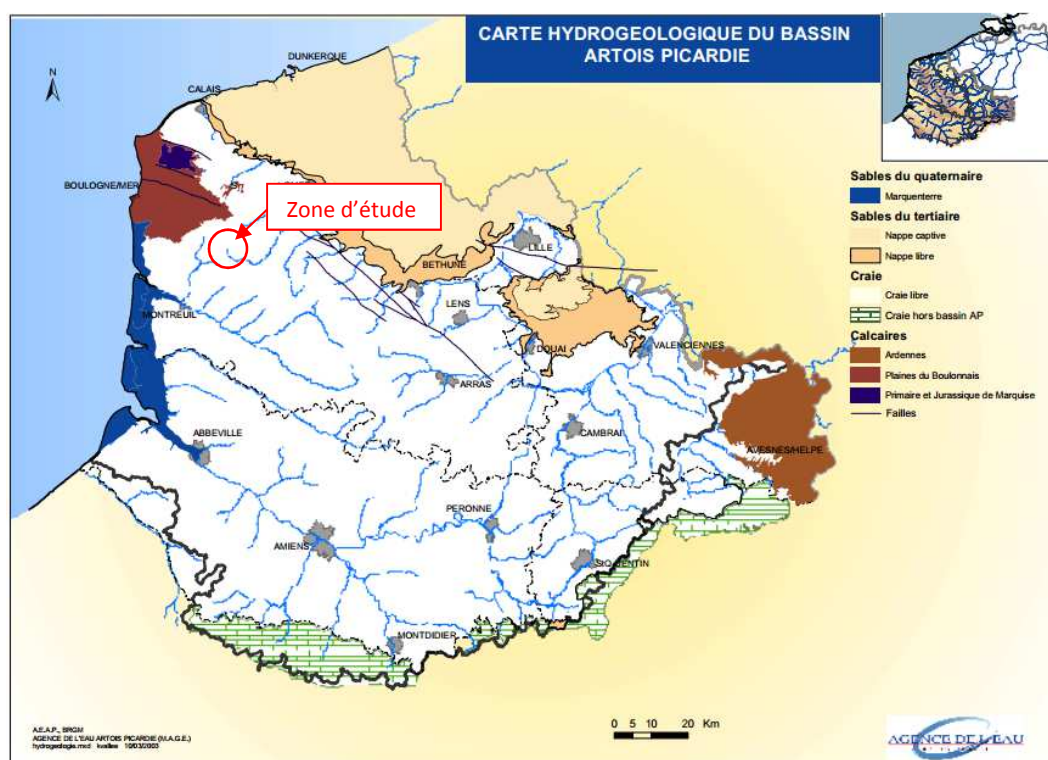 CARTE HYDROGEOLOGIQUE DU BASSIN
ARTOIS PICARDIE
N
DUNKERQUE
CALAIS
BOULOGNE/MER
Zone d'étude
LILLE
BETHUNE
LENS
MONTREUIL
DOUAI
VALENCIENNES
ARRAS
ABBEVILLE
CAMBRAI
AVESNES/HELPE
PERONNE
AMIENS
MONTDIDIER
Sables du quaternaire
Marquenterre
Sables du tertiaire
Nappe captive
Nappe libre
Craie
Craie libre
Craie hors bassin AP
Calcaires
Ardennes
Plaines du Boulonnais
Primaire et Jurassique de Marquise
Failles
0 5 10 20 Km
A.E.A.P., BRGM
AGENCE DE L'EAU ARTOIS PICARDIE (M.A.G.E.)
AGENCE DE L'EAU